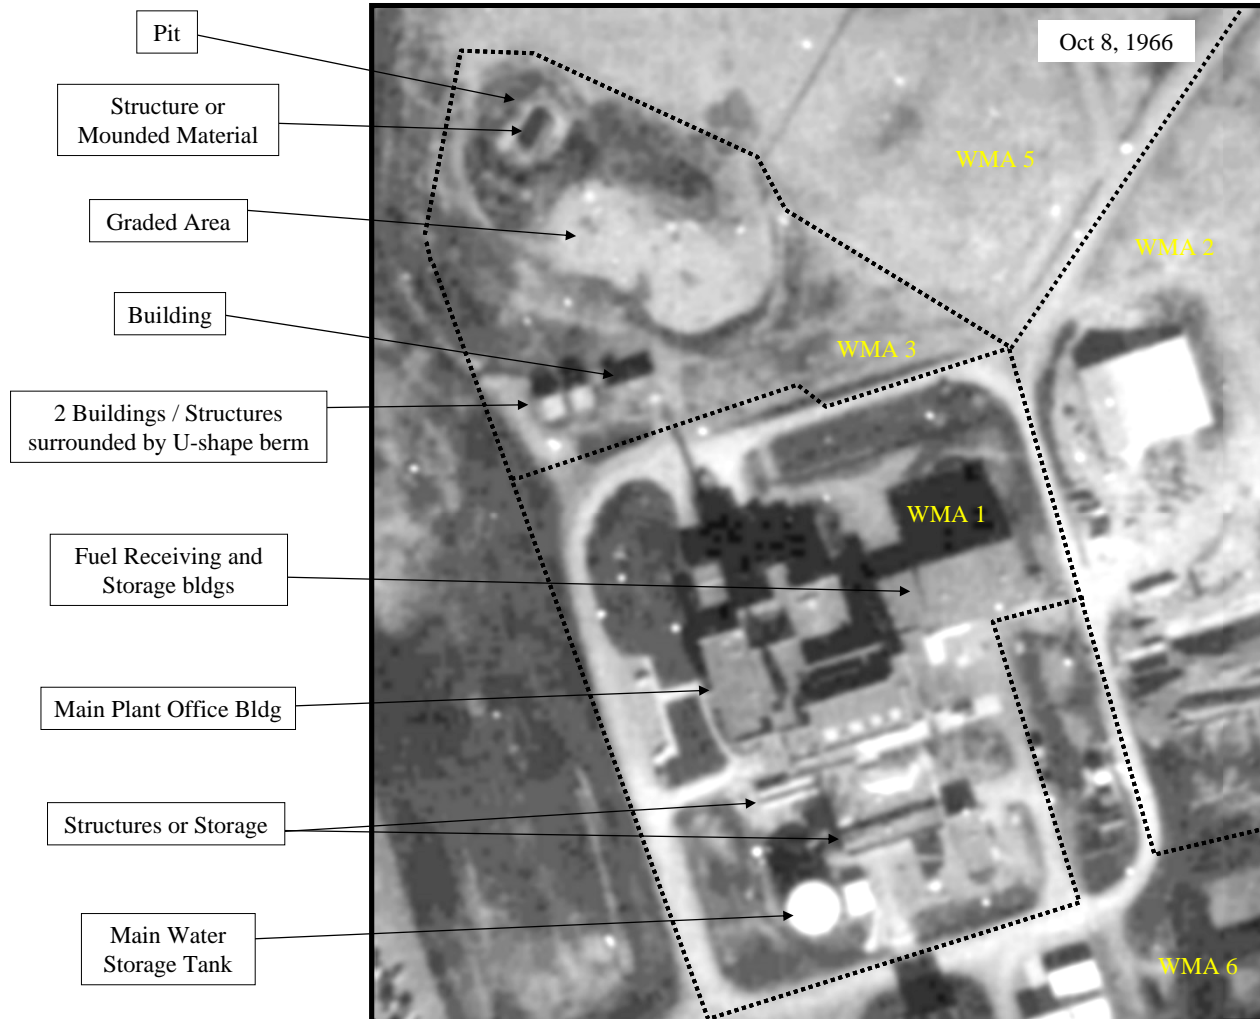 Pit
Oct 8, 1966
Structure or
Mounded Material
WMA 5
Graded Area
WMA 2
Building
WMA 3
2 Buildings / Structures
surrounded by U-shape berm
WMA 1
Fuel Receiving and
Storage bldgs
Main Plant Office Bldg
Structures or Storage
Main Water
Storage Tank
WMA 6